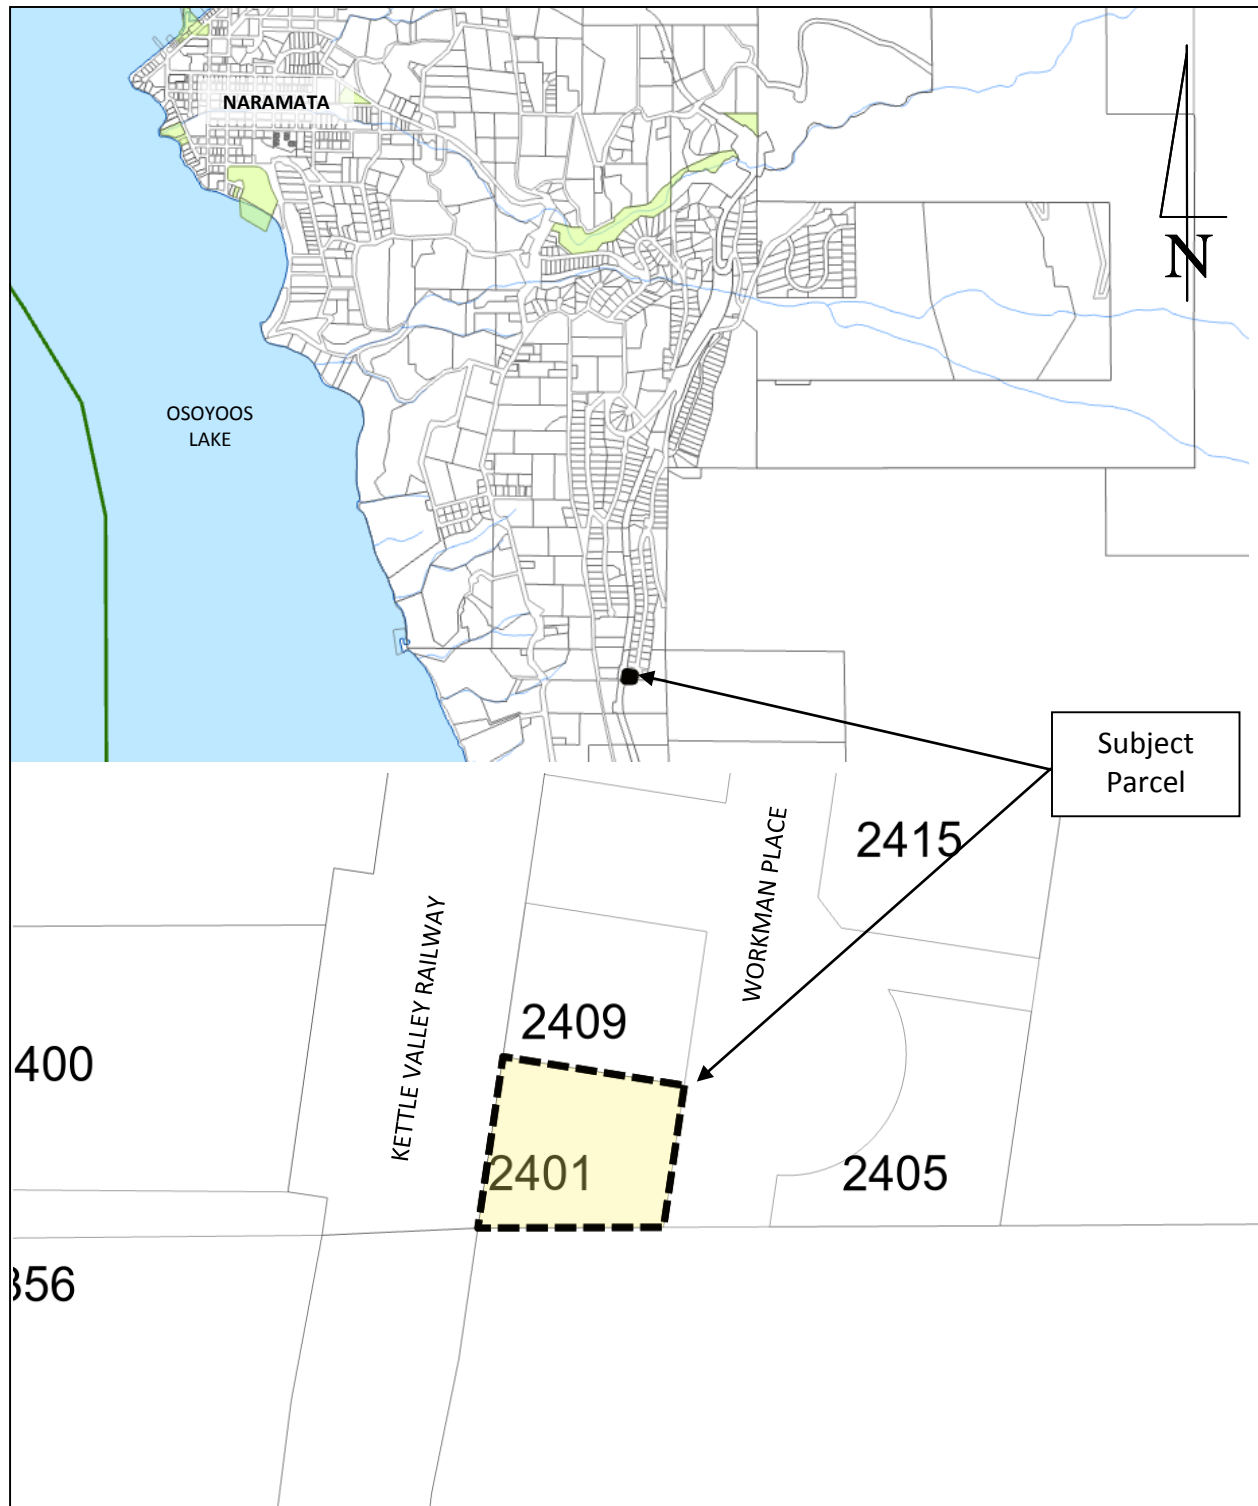 NARAMATA
N
OSOYOOS
LAKE
Subject
Parcel
2415
WORKMAN PLACE
KETTLE VALLEY RAILWAY
2409
400
2401
2405
356